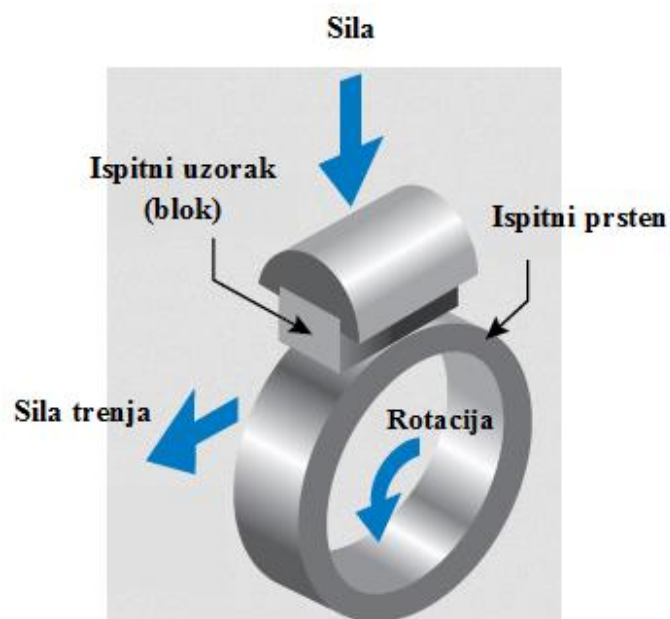 Sila
Ispitni uzorak
(blok)
Ispitni prsten
Sila trenja
Rotacija